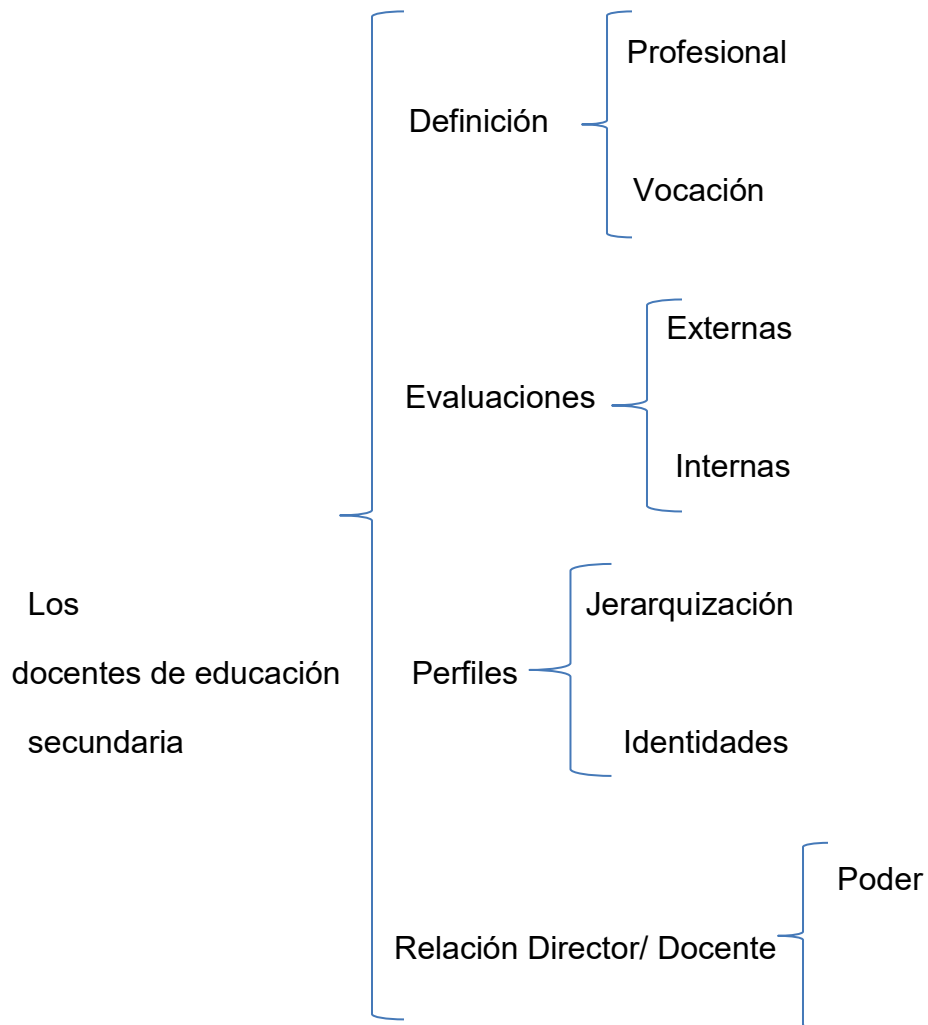 Profesional
Definición
Vocación
Externas
Evaluaciones
Internas
Los
docentes de educación
secundaria
Jerarquización
Perfiles
Identidades
Poder
Relación Director/ Docente